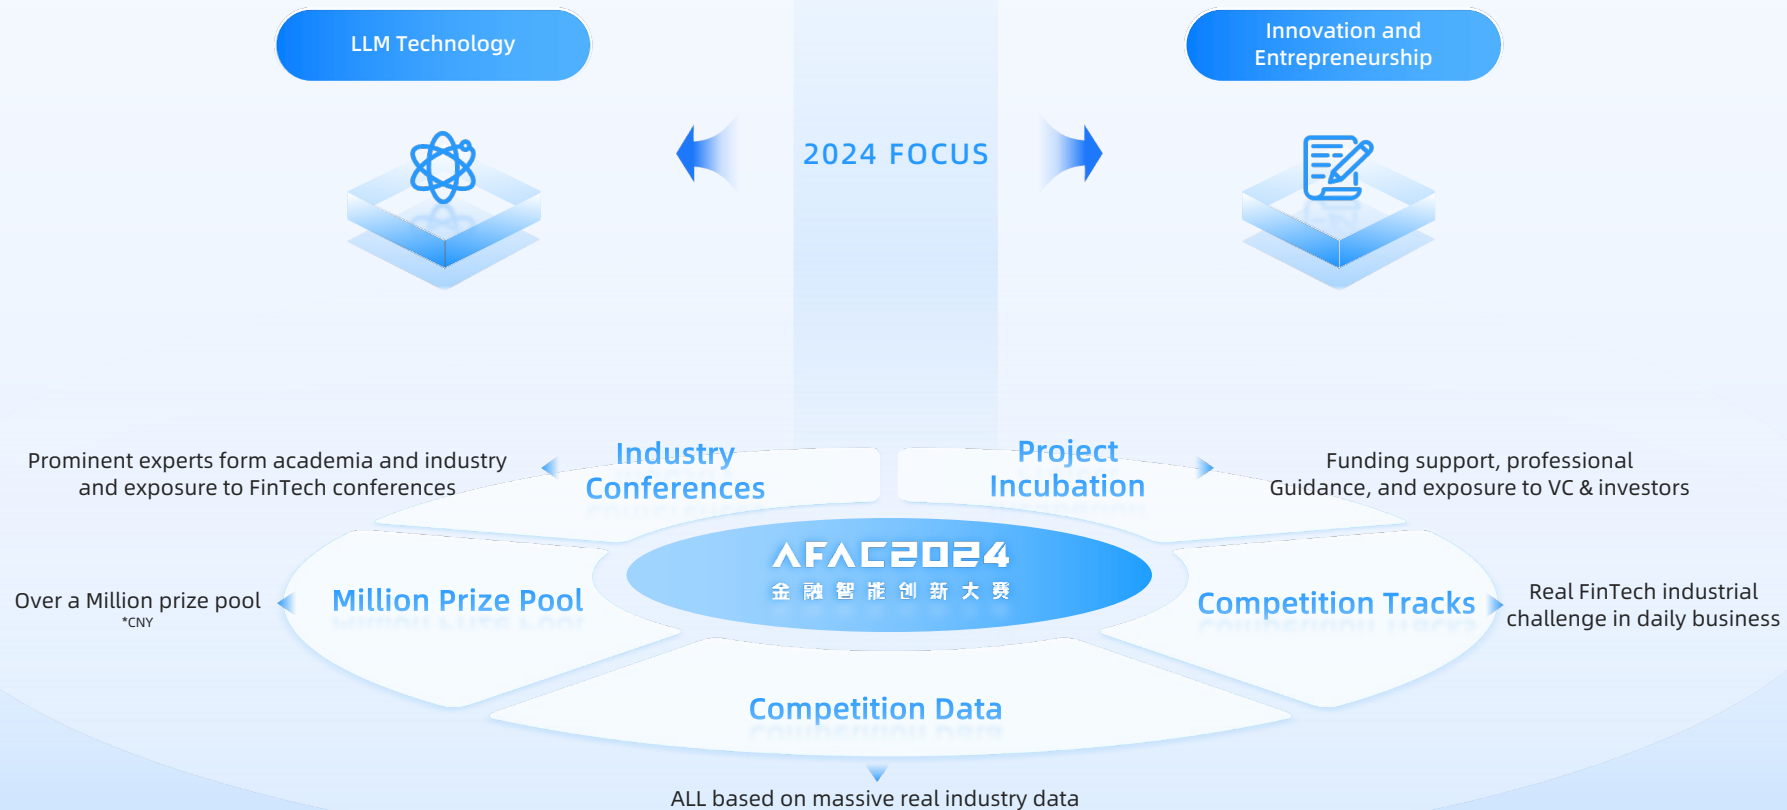 LLM Technology
Innovation and
Entrepreneurship
2024 FOCUS
Industry
Conferences
Project
Incubation
Prominent experts form academia and industry
and exposure to FinTech conferences
Funding support, professional
Guidance, and exposure to VC & investors
AFAC2024
金融智能创新大赛
Million Prize Pool
Over a Million prize pool
*CNY
Competition Tracks
Real FinTech industrial
challenge in daily business
Competition Data
ALL based on massive real industry data